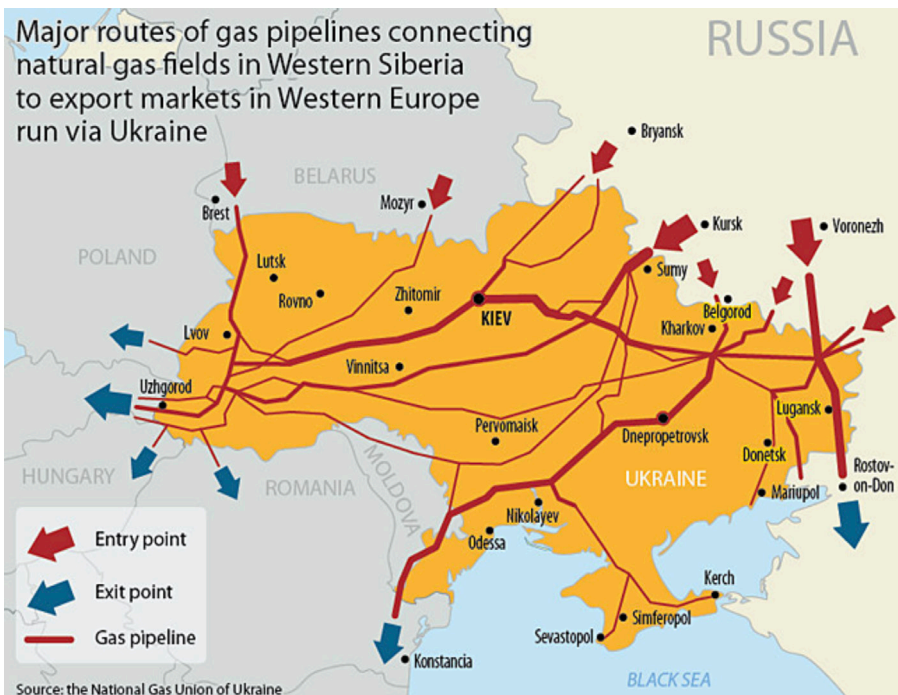 Major routes of gas pipelines connecting
natural gas fields in Western Siberia
to export markets in Western Europe
run via Ukraine
RUSSIA
Bryansk
BELARUS
Brest
Mozyr
Kursk
Voronezh
POLAND
Lutsk
Sumy
Rovno
Zhitomir
KIEV
Belgorod
Kharkov
Lvov
Vinnitsa
Uzhgorod
Lugansk
Pervomaisk
Dnepropetrovsk
Donetsk
HUNGARY
ROMANIA
MOLDOVA
UKRAINE
Mariupol
Rostov-
on-Don
Nikolayev
Odessa
Entry point
Exit point
Gas pipeline
Kerch
Simferopol
Sevastopol
Konstancia
BLACK SEA
Source: the National Gas Union of Ukraine